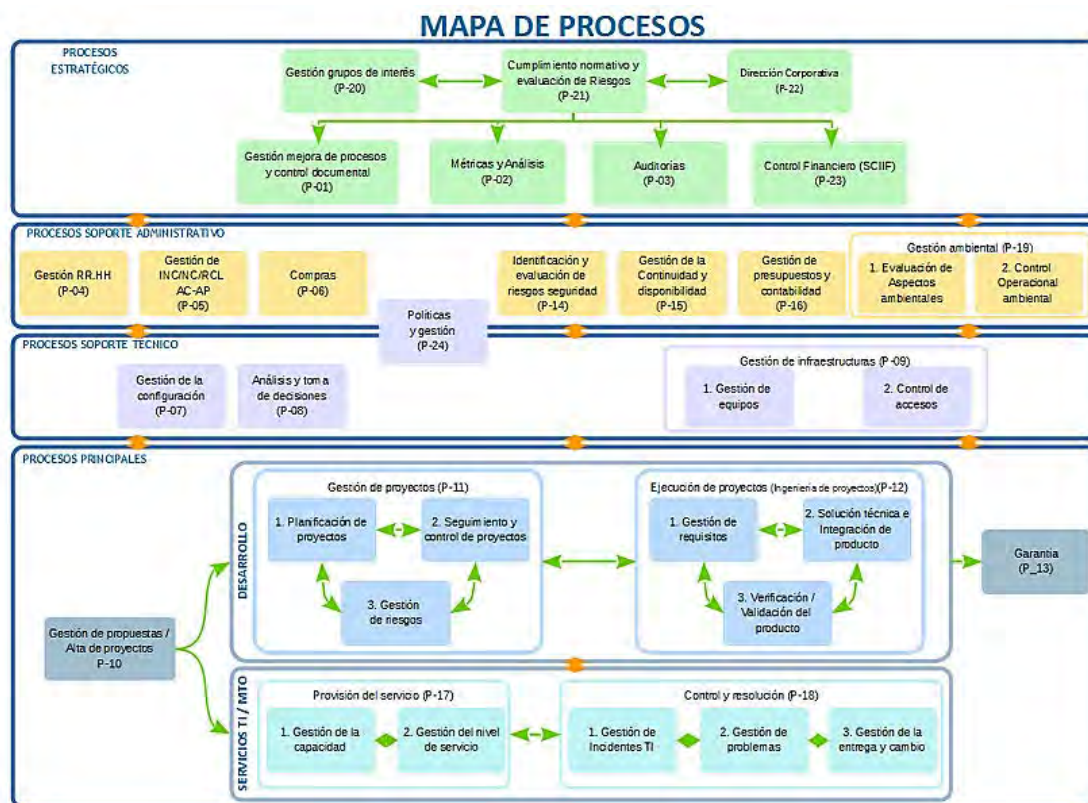 MAPA DE PROCESOS
PROCESOS
ESTRATÉGICOS
Gestión grupos de interés
(P-20)
Cumplimiento normativo y
evaluación de Riesgos
(P-21)
Dirección Corporativa
(P-22)
Gestión mejora de procesos
y control documental
(P-01)
Métricas y Análisis
(P-02)
Auditorias
(P-03)
Control Financiero (SCIIF)
(P-23)
PROCESOS SOPORTE ADMINISTRATIVO
Gestión RR.HH
(P-04)
Gestión de
INC/NC/RCL
AC-AP
(P-05)
Compras
(P-06)
Identificación y
evaluación de
riesgos seguridad
(P-14)
Gestión de la
Continuidad y
disponibilidad
(P-15)
Gestión de
presupuestos y
contabilidad
(P-16)
Gestión ambiental (P-19)
1. Evaluación de
Aspectos
ambientales
2. Control
Operacional
ambiental
Políticas
y gestión
(P-24)
PROCESOS SOPORTE TÉCNICO
Gestión de la
configuración
(P-07)
Análisis y toma
de decisiones
(P-08)
Gestión de infraestructuras (P-09)
1. Gestión de
equipos
2. Control de
accesos
PROCESOS PRINCIPALES
Gestión de propuestas /
Alta de proyectos
P-10
DESARROLLO
Gestión de proyectos (P-11)
1. Planificación de
proyectos
2. Seguimiento y
control de proyectos
3. Gestión
de riesgos
Ejecución de proyectos (Ingeniería de proyectos)(P-12)
1. Gestión de
requisitos
2. Solución técnica e
Integración de
producto
3. Verificación /
Validación del
producto
Garantía
(P_13)
SERVICIOS TI / MTO
Provisión del servicio (P-17)
1. Gestión de la
capacidad
2. Gestión del nivel
de servicio
Control y resolución (P-18)
1. Gestión de
Incidentes TI
2. Gestión de
problemas
3. Gestión de la
entrega y cambio